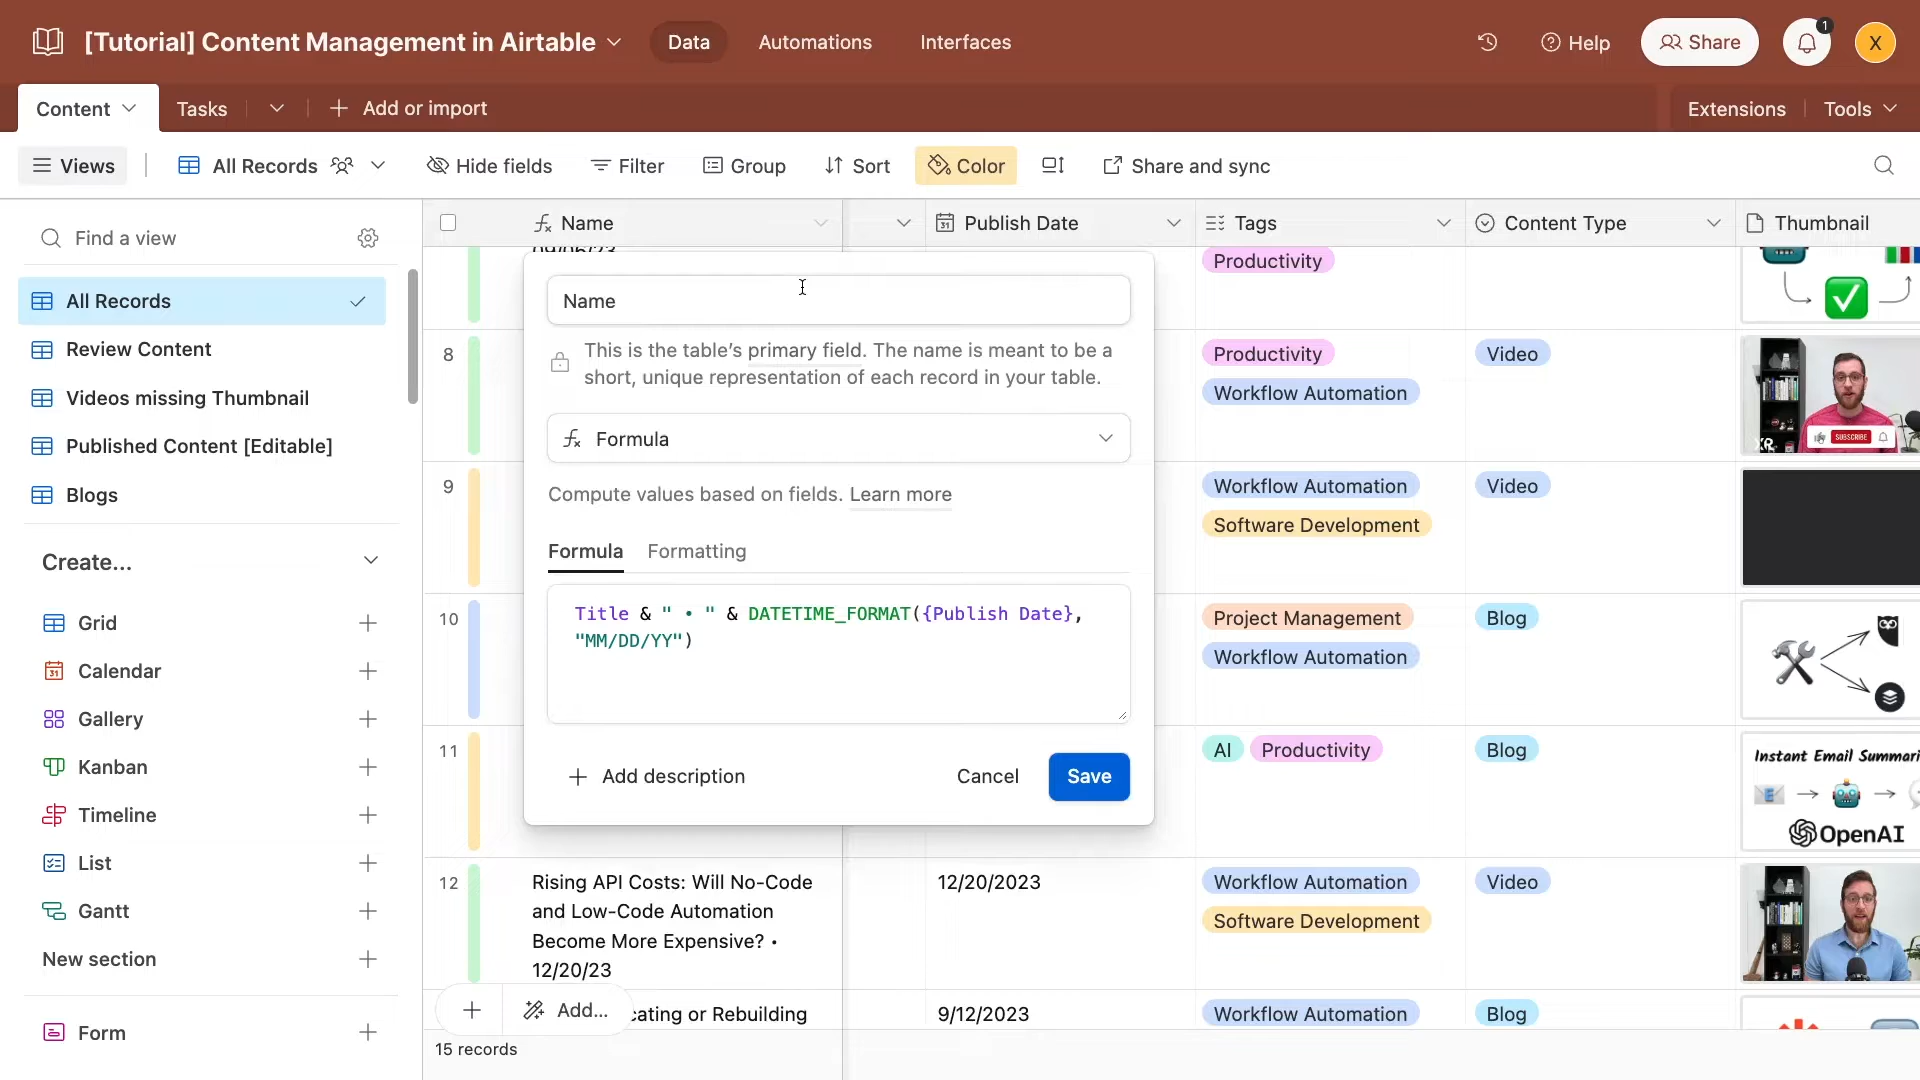 [Tutorial] Content Management in Airtable
Data
Automations
Interfaces
Help
Share
1
X
Content
Tasks
Add or import
Extensions
Tools
Views
All Records
Hide fields
Filter
Group
Sort
Color
Share and sync
Find a view
All Records
Review Content
Videos missing Thumbnail
Published Content [Editable]
Blogs
Create...
Grid
Calendar
Gallery
Kanban
Timeline
List
Gantt
New section
Form
Name
Publish Date
Tags
Content Type
Thumbnail
09/06/23
Productivity
Name
This is the table's primary field. The name is meant to be a
short, unique representation of each record in your table.
Formula
Compute values based on fields. Learn more
Formula
Formatting
Title & " • " & DATETIME_FORMAT({Publish Date},
"MM/DD/YY")
Add description
Cancel
Save
8
Productivity
Workflow Automation
Video
XR
SUBSCRIBE
9
Workflow Automation
Software Development
Video
10
Project Management
Workflow Automation
Blog
11
AI
Productivity
Blog
Instant Email Summari
E
OpenAI
12
Rising API Costs: Will No-Code
and Low-Code Automation
Become More Expensive? •
12/20/23
12/20/2023
Workflow Automation
Software Development
Video
Add...
cating or Rebuilding
9/12/2023
Workflow Automation
Blog
15 records